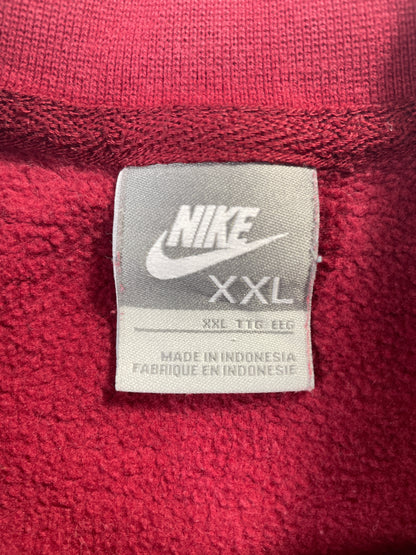 NIKE
XXL
XXL TTG EEG
MADE IN INDONESIA
FABRIQUE EN INDONESIE